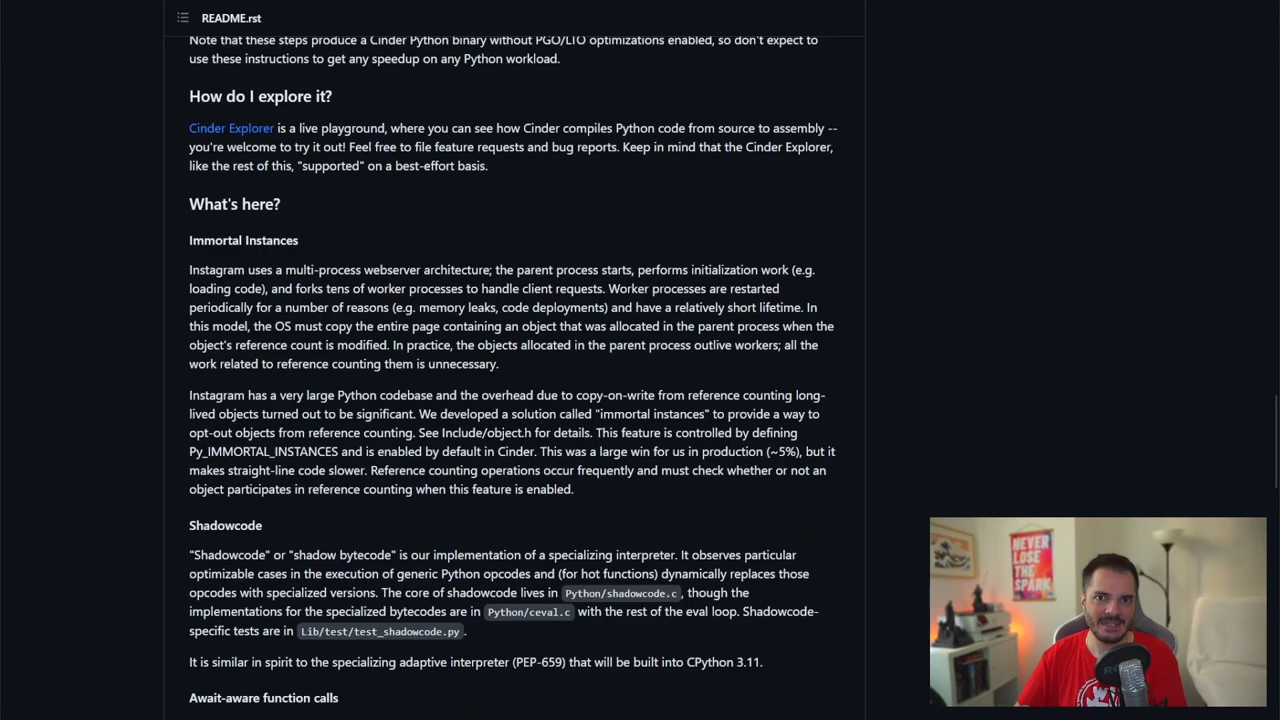 README.rst
Note that these steps produce a Cinder Python binary without PGO/LTO optimizations enabled, so don't expect to
use these instructions to get any speedup on any Python workload.
How do I explore it?
Cinder Explorer is a live playground, where you can see how Cinder compiles Python code from source to assembly --
you're welcome to try it out! Feel free to file feature requests and bug reports. Keep in mind that the Cinder Explorer,
like the rest of this, "supported" on a best-effort basis.
What's here?
Immortal Instances
Instagram uses a multi-process webserver architecture; the parent process starts, performs initialization work (e.g.
loading code), and forks tens of worker processes to handle client requests. Worker processes are restarted
periodically for a number of reasons (e.g. memory leaks, code deployments) and have a relatively short lifetime. In
this model, the OS must copy the entire page containing an object that was allocated in the parent process when the
object's reference count is modified. In practice, the objects allocated in the parent process outlive workers; all the
work related to reference counting them is unnecessary.
Instagram has a very large Python codebase and the overhead due to copy-on-write from reference counting long-
lived objects turned out to be significant. We developed a solution called "immortal instances" to provide a way to
opt-out objects from reference counting. See Include/object.h for details. This feature is controlled by defining
Py_IMMORTAL_INSTANCES and is enabled by default in Cinder. This was a large win for us in production (~5%), but it
makes straight-line code slower. Reference counting operations occur frequently and must check whether or not an
object participates in reference counting when this feature is enabled.
Shadowcode
"Shadowcode" or "shadow bytecode" is our implementation of a specializing interpreter. It observes particular
optimizable cases in the execution of generic Python opcodes and (for hot functions) dynamically replaces those
opcodes with specialized versions. The core of shadowcode lives in Python/shadowcode.c, though the
implementations for the specialized bytecodes are in Python/ceval.c with the rest of the eval loop. Shadowcode-
specific tests are in Lib/test/test_shadowcode.py.
It is similar in spirit to the specializing adaptive interpreter (PEP-659) that will be built into CPython 3.11.
Await-aware function calls
NEVER
LOSE
THE
SPARK